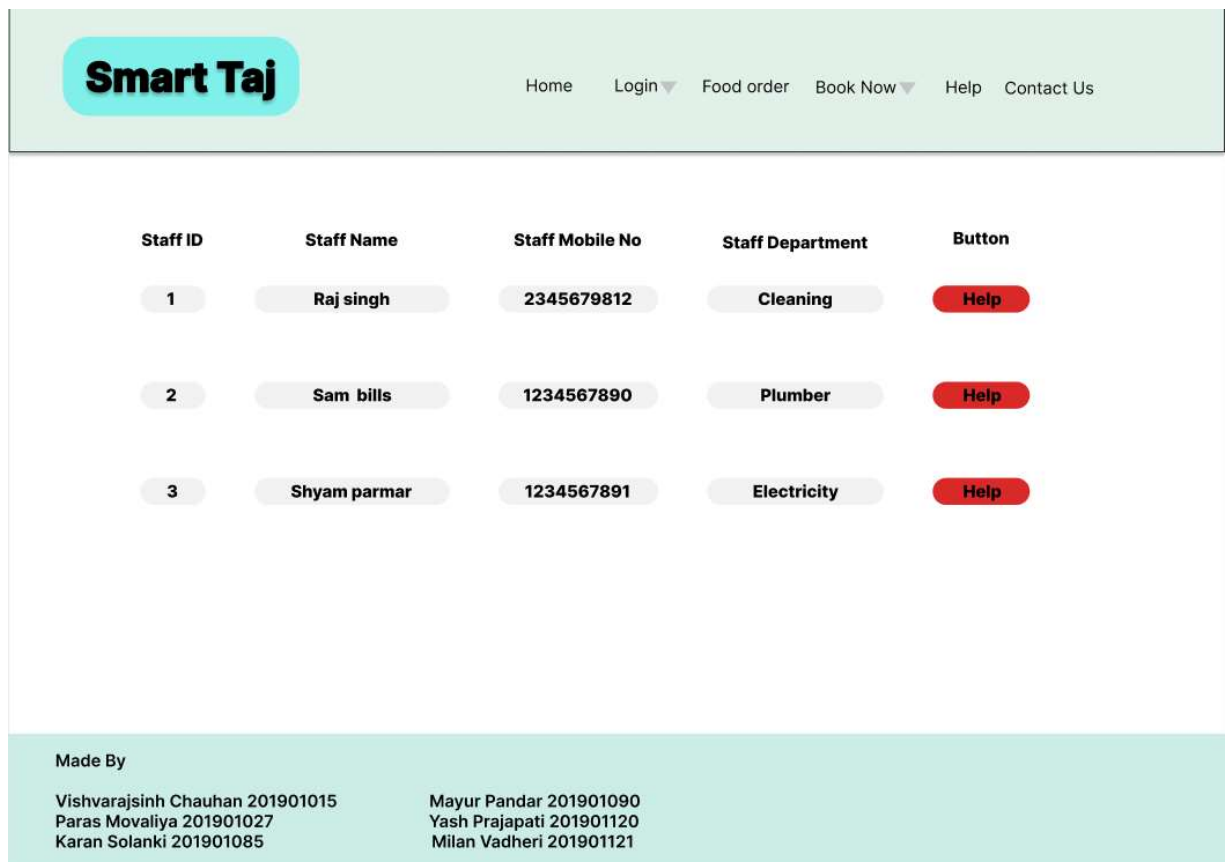 Smart Taj
Home Login Food order Book Now Help Contact Us
Staff ID Staff Name Staff Mobile No Staff Department Button
1 Raj singh 2345679812 Cleaning Help
2 Sam bills 1234567890 Plumber Help
3 Shyam parmar 1234567891 Electricity Help
Made By
Vishvarajsinh Chauhan 201901015 Mayur Pandar 201901090
Paras Movaliya 201901027 Yash Prajapati 201901120
Karan Solanki 201901085 Milan Vadheri 201901121